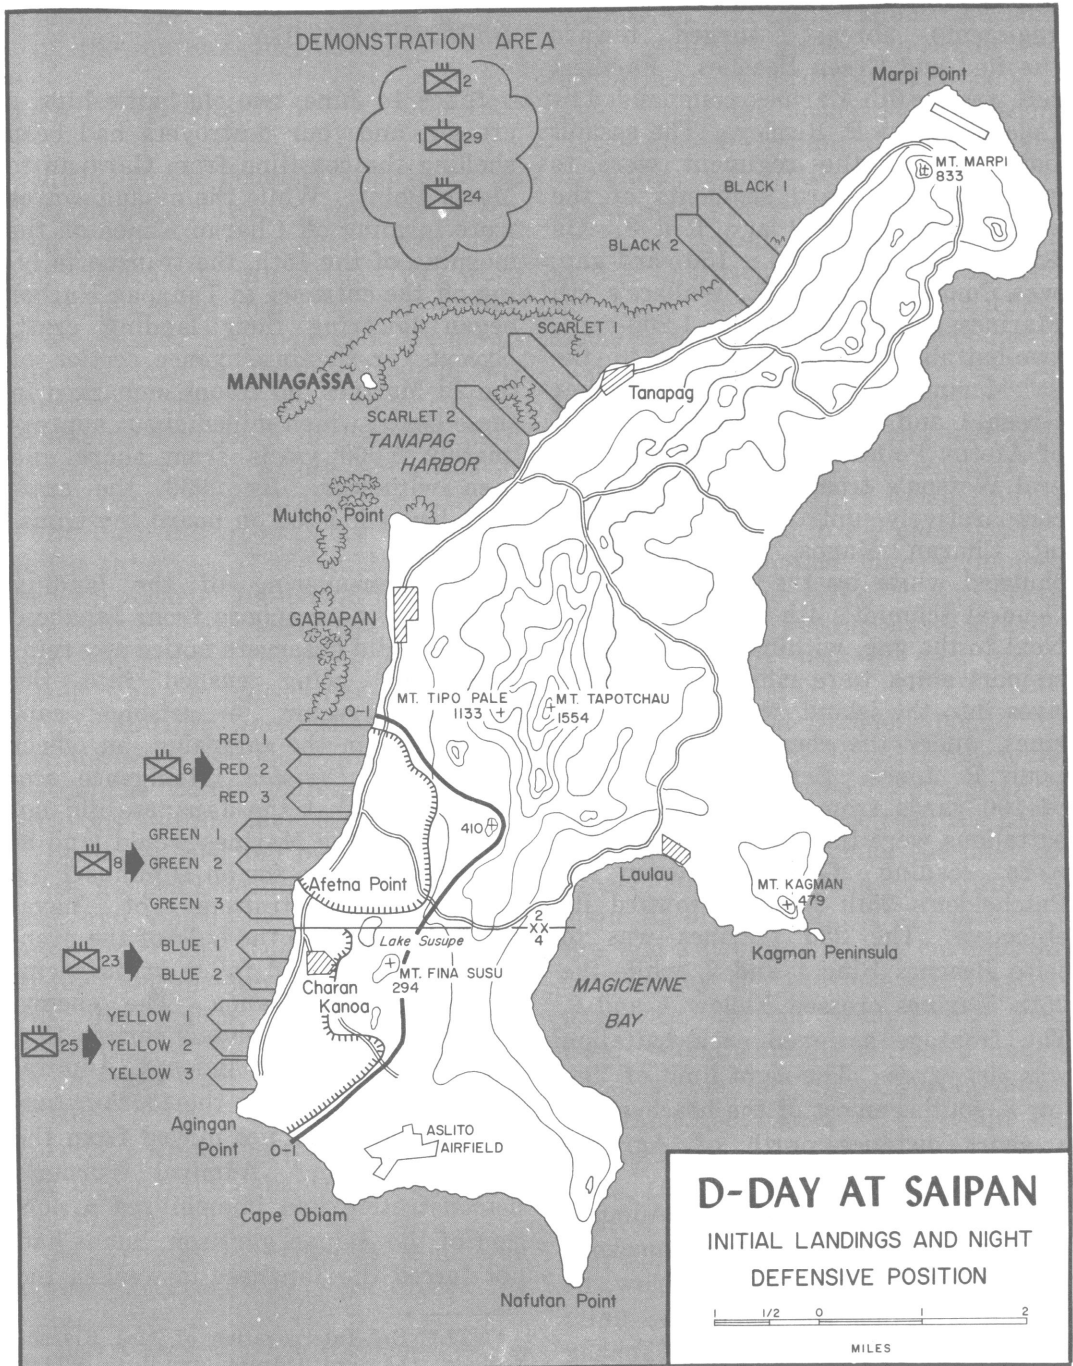 DEMONSTRATION AREA
2
1 29
24
Marpi Point
MT. MARPI
833
BLACK 1
BLACK 2
SCARLET 1
MANIAGASSA
SCARLET 2
Tanapag
TANAPAG
HARBOR
Mutcho Point
GARAPAN
MT. TIPO PALE
1133
MT. TAPOTCHAU
1554
O-1
RED 1
6 RED 2
RED 3
410
GREEN 1
8 GREEN 2
GREEN 3
Afetna Point
Laulau
MT. KAGMAN
479
Kagman Peninsula
2
XX
4
BLUE 1
23
BLUE 2
Lake Susupe
MT. FINA SUSU
294
Charan
Kanoa
MAGICIENNE
BAY
YELLOW 1
25 YELLOW 2
YELLOW 3
Agingan
Point
O-1
ASLITO
AIRFIELD
Cape Obiam
Nafutan Point
D-DAY AT SAIPAN
INITIAL LANDINGS AND NIGHT
DEFENSIVE POSITION
1 1/2 0 1 2
MILES